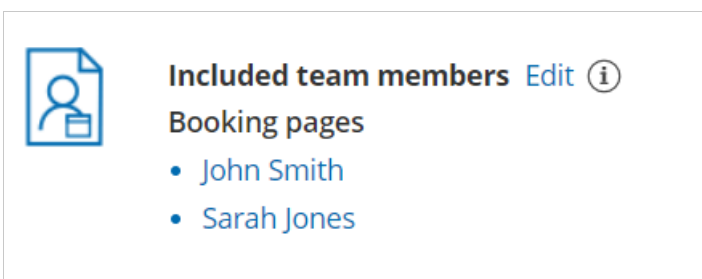 Included team members Edit
Booking pages
John Smith
Sarah Jones